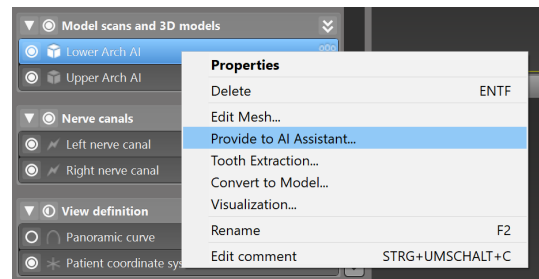 Model scans and 3D models
Lower Arch AI
Upper Arch AI
Nerve canals
Left nerve canal
Right nerve canal
View definition
Panoramic curve
Patient coordinate sys
Properties
Delete ENTF
Edit Mesh...
Provide to AI Assistant...
Tooth Extraction...
Convert to Model...
Visualization...
Rename F2
Edit comment STRG+UMSCHALT+C